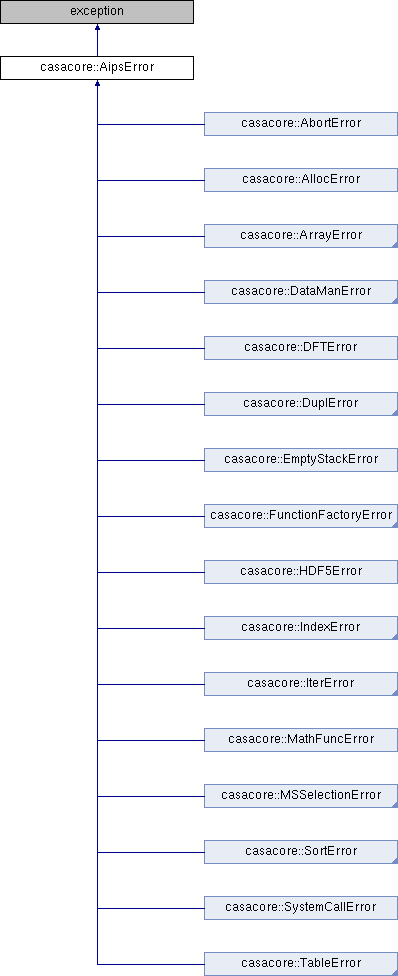 exception
casacore::AipsError
casacore::AbortError
casacore::AllocError
casacore::ArrayError
casacore::DataManError
casacore::DFTError
casacore::DuplError
casacore::EmptyStackError
casacore::FunctionFactoryError
casacore::HDF5Error
casacore::IndexError
casacore::IterError
casacore::MathFuncError
casacore::MSSelectionError
casacore::SortError
casacore::SystemCallError
casacore::TableError